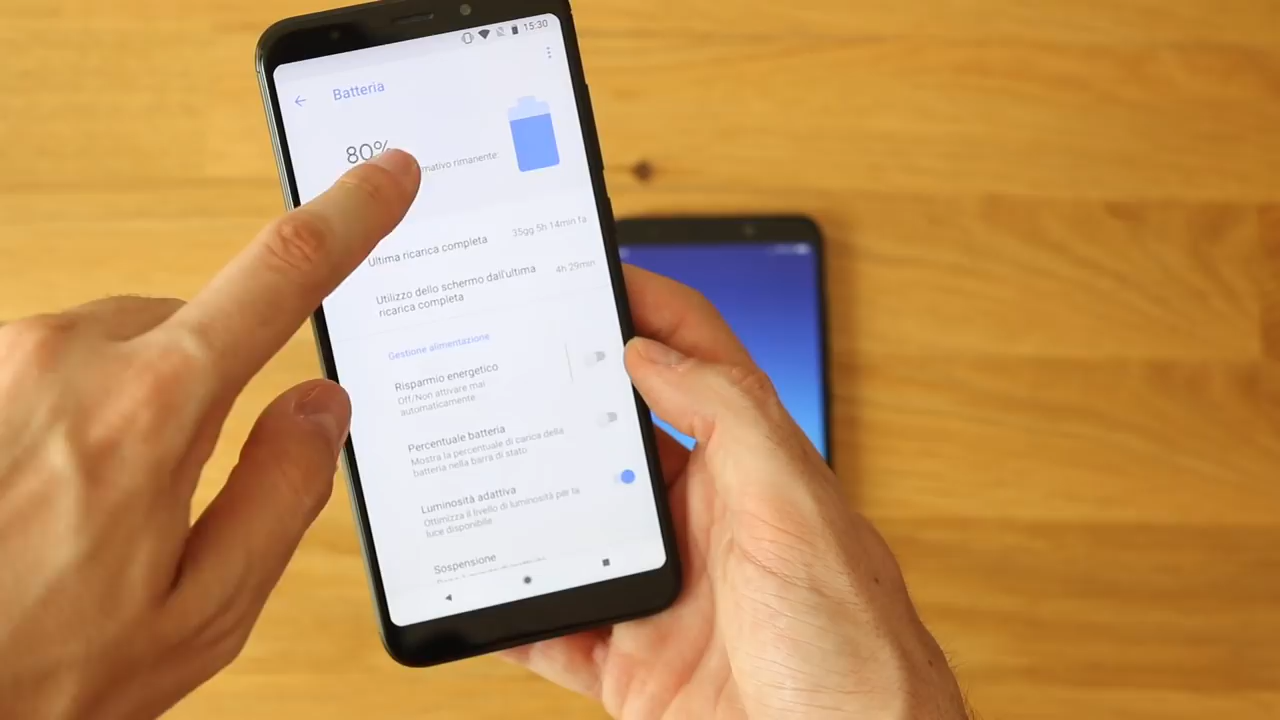 15:30
Batteria
80%
mativo rimanente:
Ultima ricarica completa
35gg 5h 14min fa
Utilizzo dello schermo dall'ultima
ricarica completa
4h 29min
Gestione alimentazione
Risparmio energetico
Off/Non attivare mai
automaticamente
Percentuale batteria
Mostra la percentuale di carica della
batteria nella barra di stato
Luminosità adattiva
Ottimizza il livello di luminosità per la
luce disponibile
Sospensione